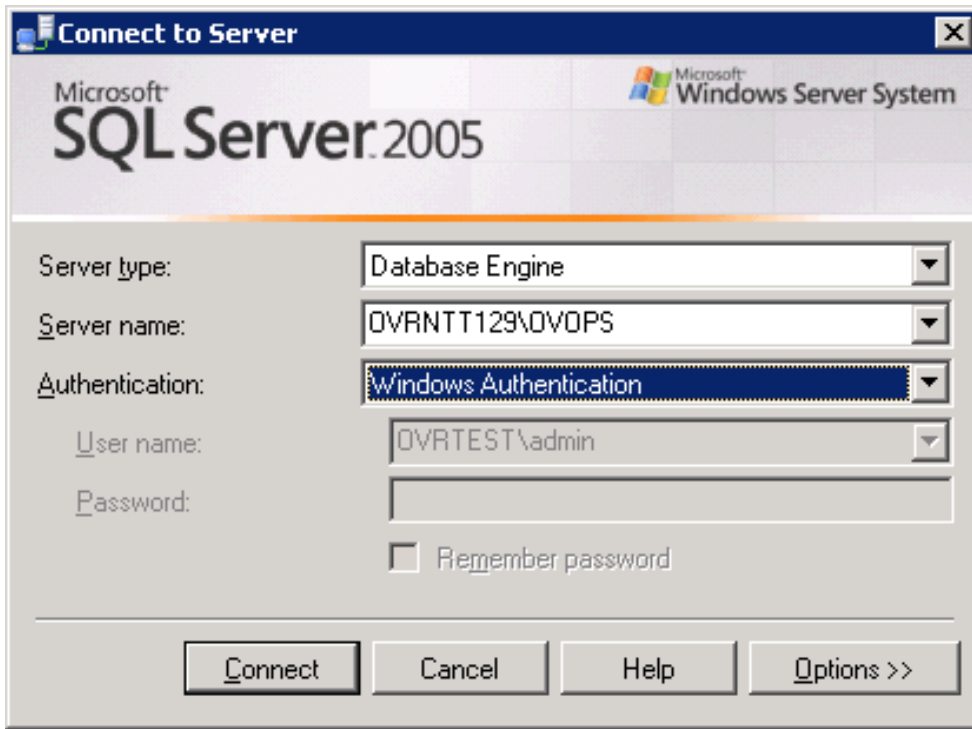 Connect to Server
Microsoft
SQL Server 2005
Microsoft
Windows Server System
Server type: Database Engine
Server name: OVRNTT129\OVOPS
Authentication: Windows Authentication
User name: OVRTEST\admin
Password:
Remember password
Connect Cancel Help Options >>